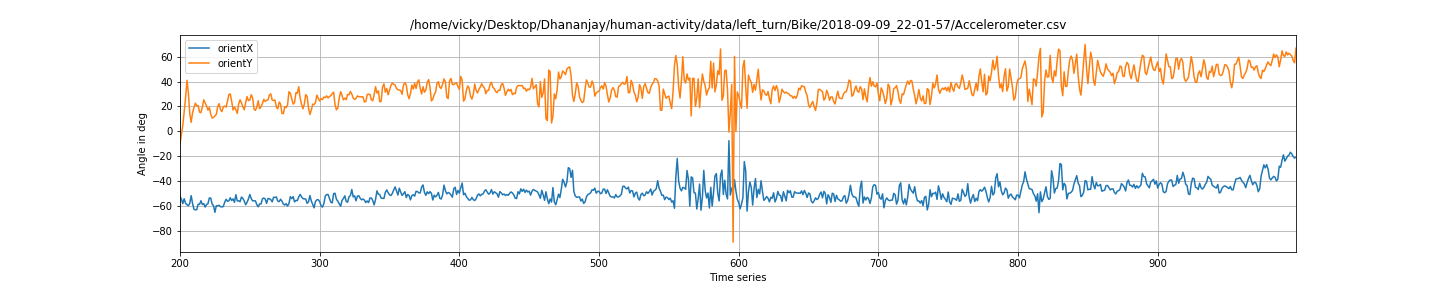 /home/vicky/Desktop/Dhananjay/human-activity/data/left_turn/Bike/2018-09-09_22-01-57/Accelerometer.csv
orientX
orientY
Angle in deg
60
40
20
0
−20
−40
−60
−80
200 300 400 500 600 700 800 900
Time series